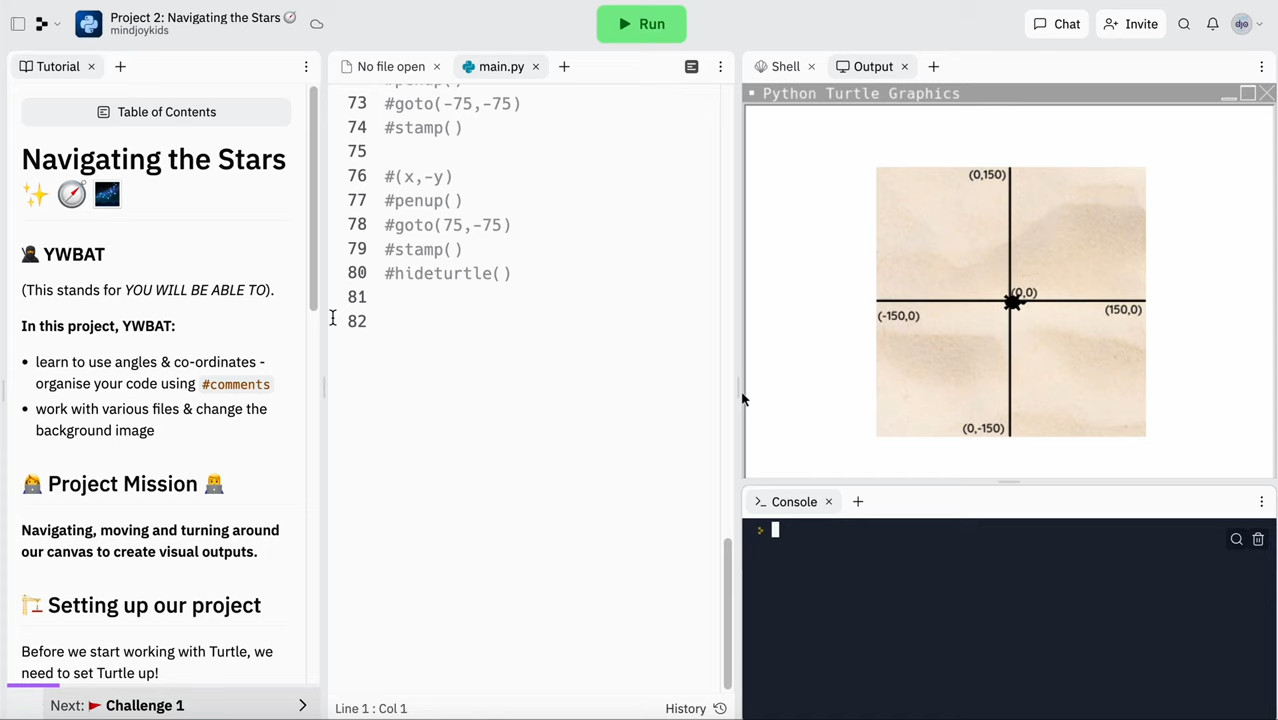 Project 2: Navigating the Stars
mindjoykids
Run
Chat
Invite
djo
Tutorial
No file open
main.py
Shell
Output
Table of Contents
Navigating the Stars
YWBAT
(This stands for YOU WILL BE ABLE TO).
In this project, YWBAT:
learn to use angles & co-ordinates -
organise your code using #comments
work with various files & change the
background image
Project Mission
Navigating, moving and turning around
our canvas to create visual outputs.
Setting up our project
Before we start working with Turtle, we
need to set Turtle up!
Next: Challenge 1
73 #goto(-75,-75)
74 #stamp()
75
76 #(x,-y)
77 #penup()
78 #goto(75,-75)
79 #stamp()
80 #hideturtle()
81
82
Line 1 : Col 1
History
Python Turtle Graphics
(0,150)
(0,0)
(-150,0)
(150,0)
(0,-150)
Console
>